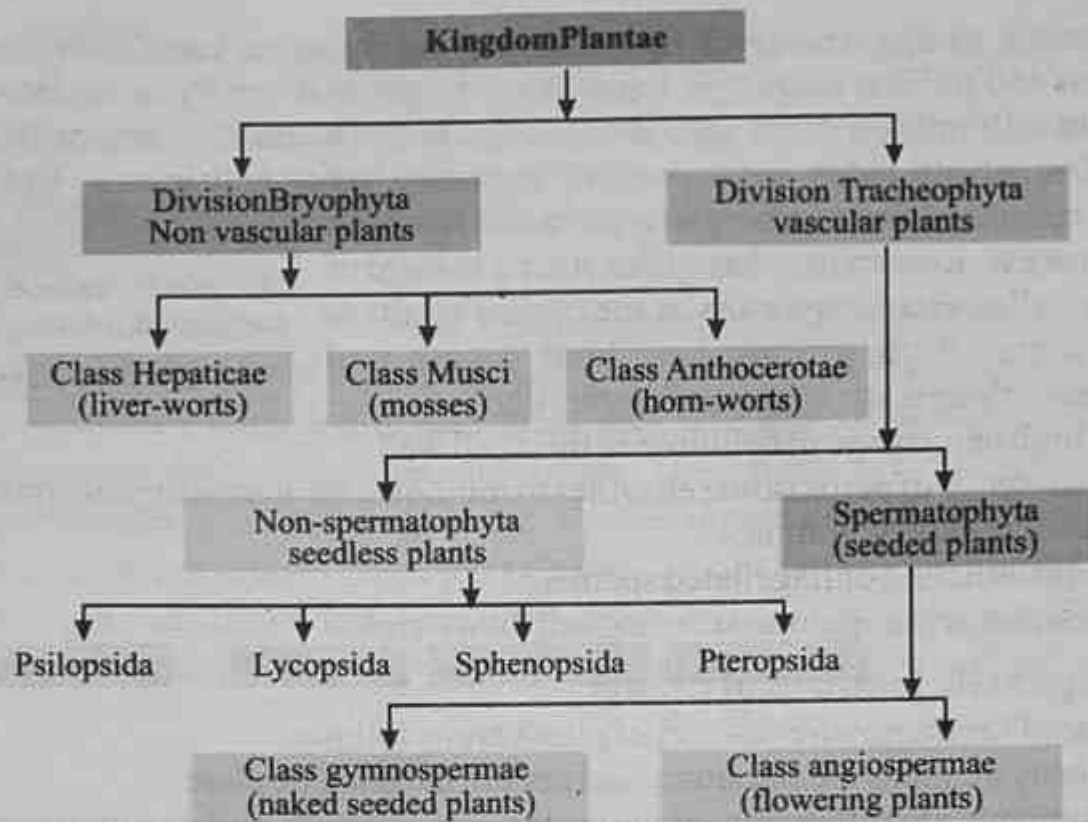 KingdomPlantae
DivisionBryophyta
Non vascular plants
Division Tracheophyta
vascular plants
Class Hepaticae
(liver-worts)
Class Musci
(mosses)
Class Anthocerotae
(horn-worts)
Non-spermatophyta
seedless plants
Spermatophyta
(seeded plants)
Psilopsida
Lycopsida
Sphenopsida
Pteropsida
Class gymnospermae
(naked seeded plants)
Class angiospermae
(flowering plants)